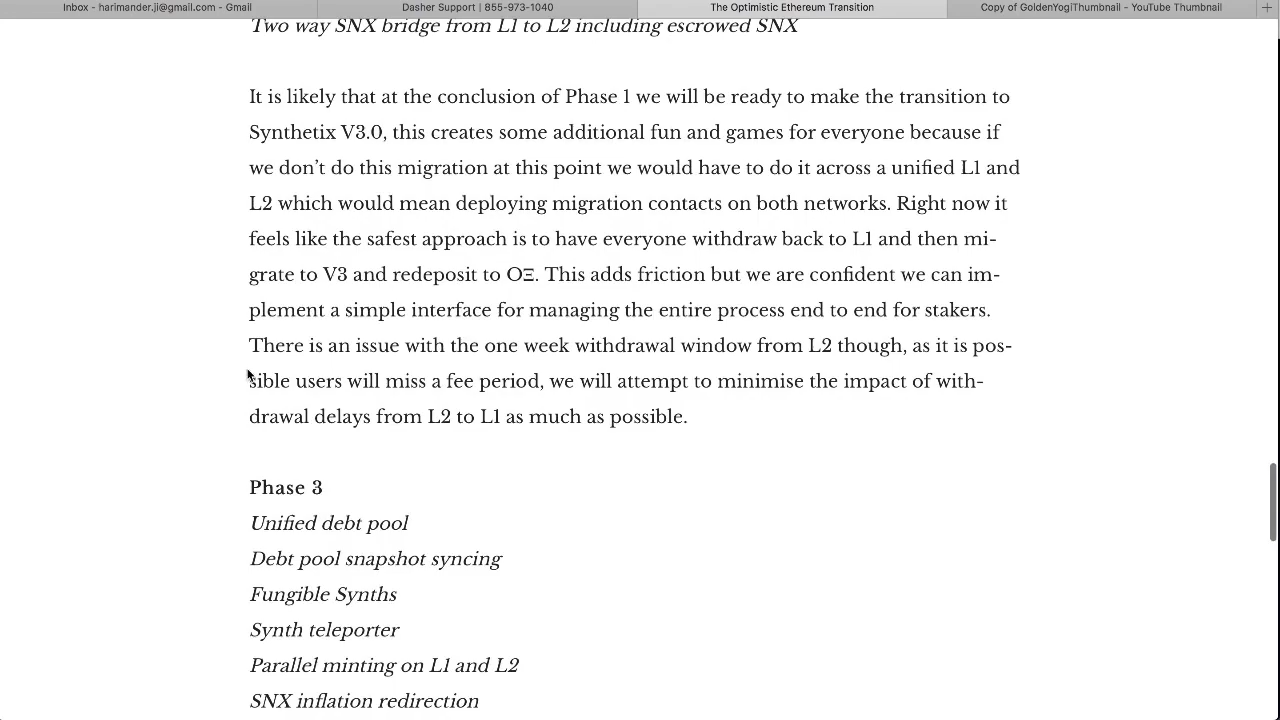 Inbox - harimander.ji@gmail.com - Gmail
Dasher Support | 855-973-1040
The Optimistic Ethereum Transition
Copy of GoldenYogiThumbnail - YouTube Thumbnail
Two way SNX bridge from L1 to L2 including escrowed SNX
It is likely that at the conclusion of Phase 1 we will be ready to make the transition to
Synthetix V3.0, this creates some additional fun and games for everyone because if
we don't do this migration at this point we would have to do it across a unified L1 and
L2 which would mean deploying migration contacts on both networks. Right now it
feels like the safest approach is to have everyone withdraw back to L1 and then mi-
grate to V3 and redeposit to OΞ. This adds friction but we are confident we can im-
plement a simple interface for managing the entire process end to end for stakers.
There is an issue with the one week withdrawal window from L2 though, as it is pos-
sible users will miss a fee period, we will attempt to minimise the impact of with-
drawal delays from L2 to L1 as much as possible.
Phase 3
Unified debt pool
Debt pool snapshot syncing
Fungible Synths
Synth teleporter
Parallel minting on L1 and L2
SNX inflation redirection